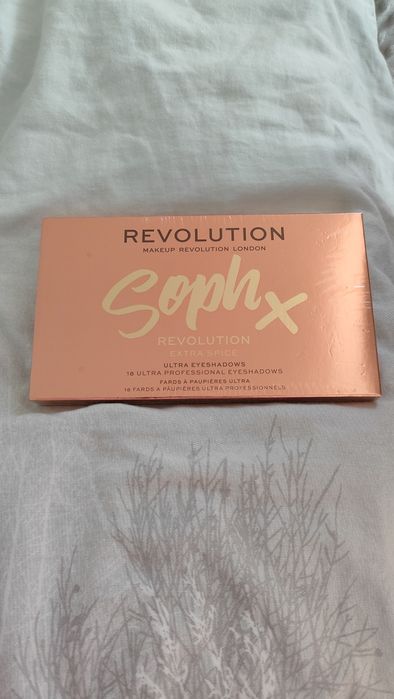 REVOLUTION
MAKEUP REVOLUTION LONDON
Soph x
REVOLUTION
EXTRA SPICE
ULTRA EYESHADOWS
18 ULTRA PROFESSIONAL EYESHADOWS
FARDS À PAUPIÈRES ULTRA
18 FARDS À PAUPIÈRES ULTRA PROFESSIONNELS